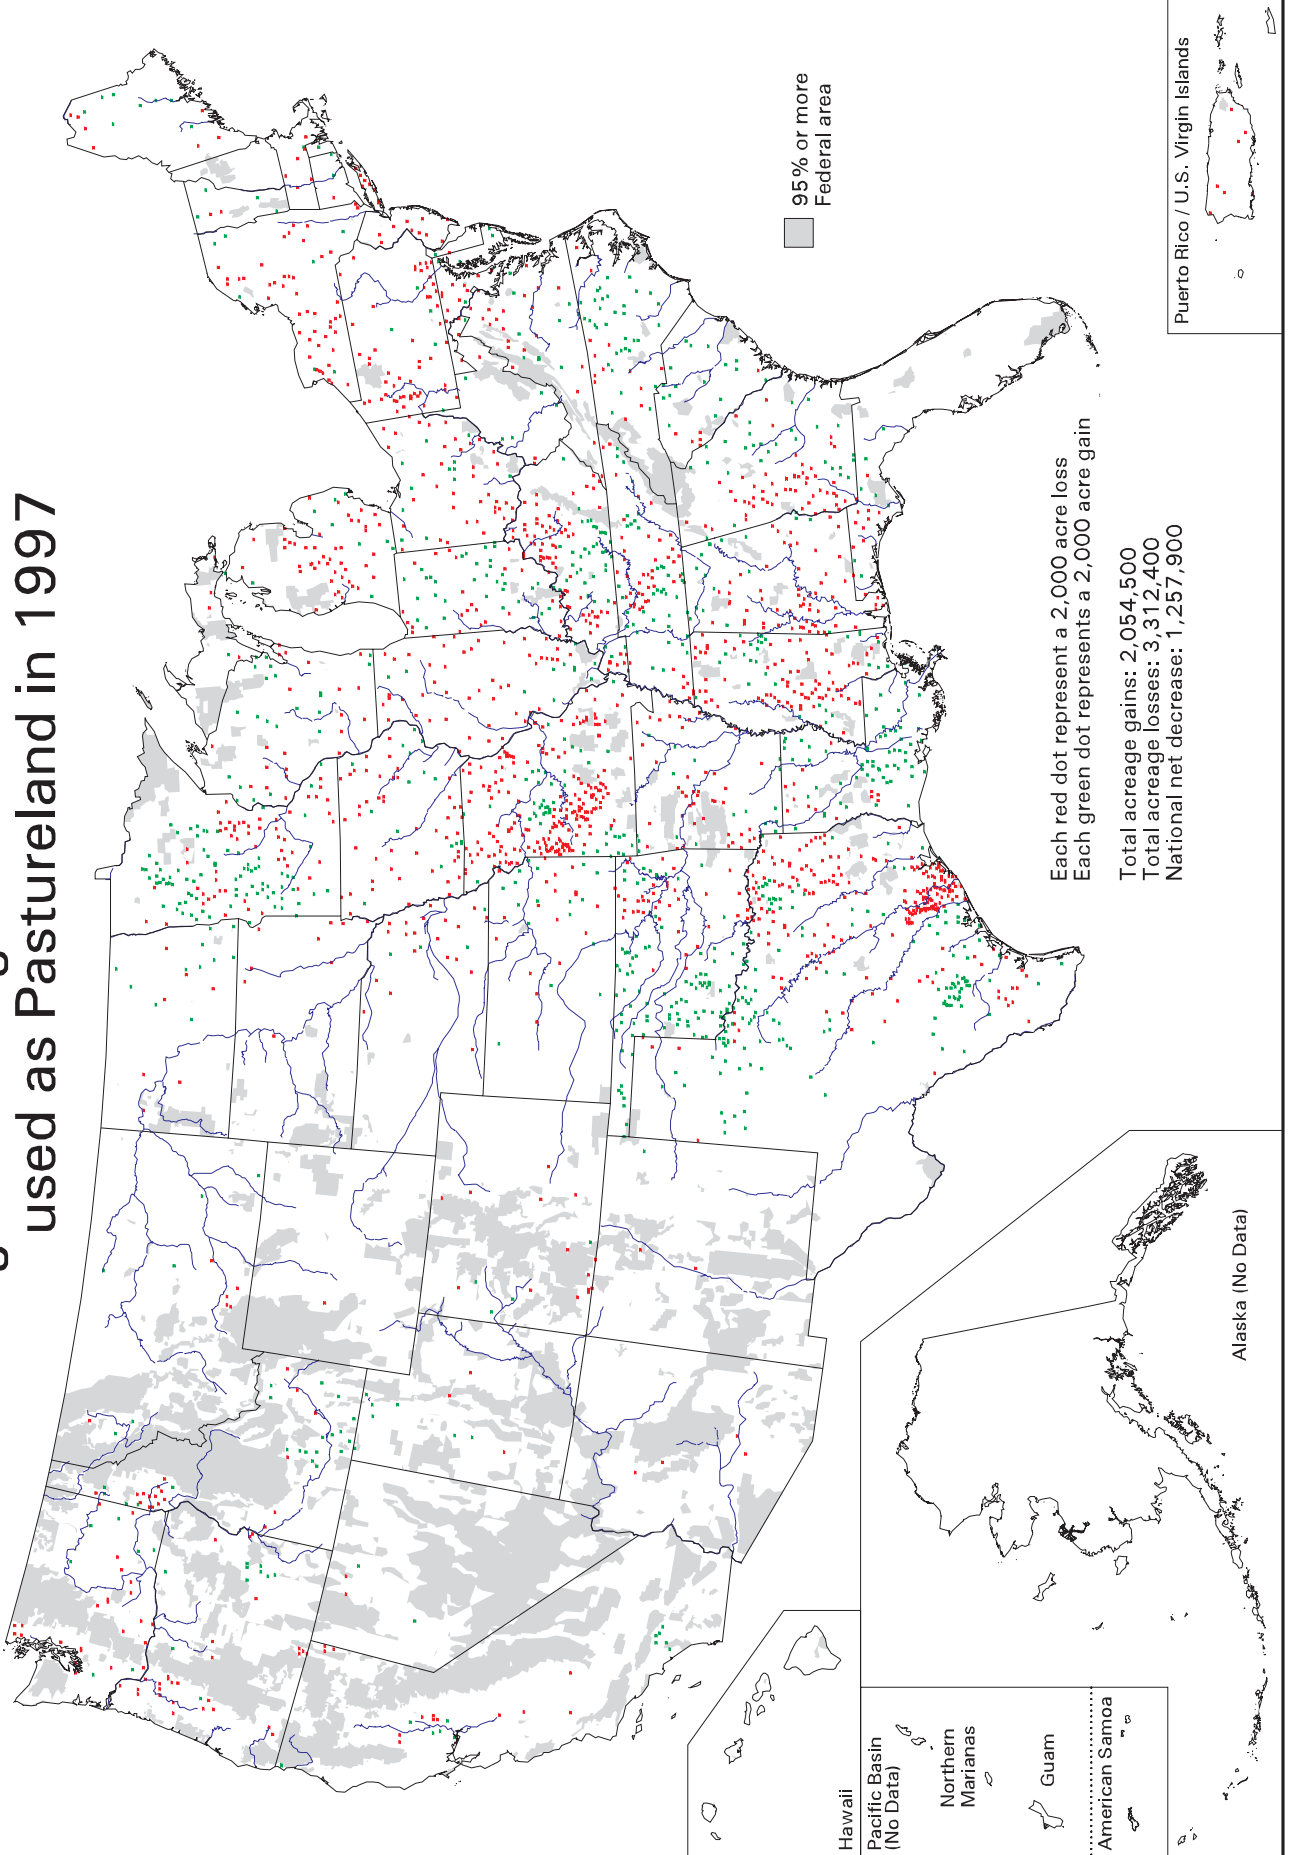 used as Pastureland in 1997
95% or more
Federal area
Each red dot represent a 2,000 acre loss
Each green dot represents a 2,000 acre gain
Total acreage gains: 2,054,500
Total acreage losses: 3,312,400
National net decrease: 1,257,900
Puerto Rico / U.S. Virgin Islands
Alaska (No Data)
Hawaii
Pacific Basin
(No Data)
Northern
Marianas
Guam
American Samoa